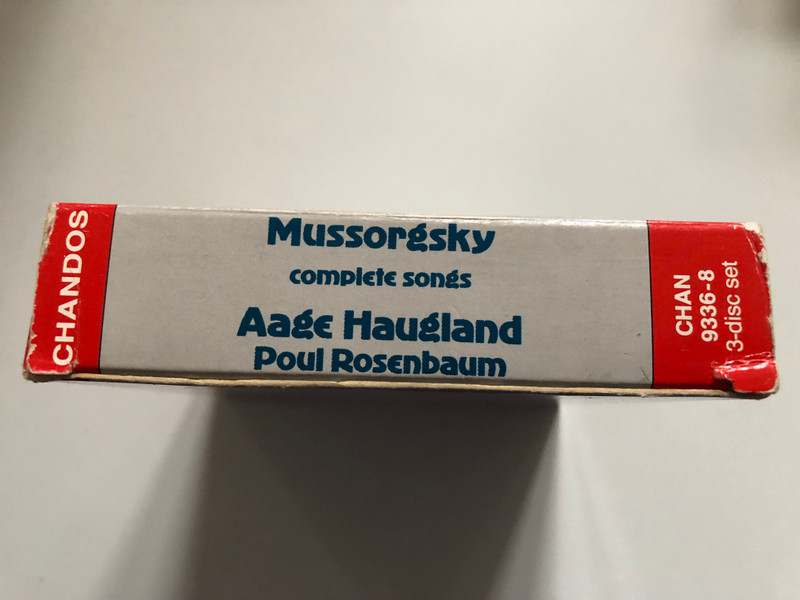 CHANDOS
Mussorgsky
complete songs
Aage Haugland
Poul Rosenbaum
CHAN
9336-8
3-disc set